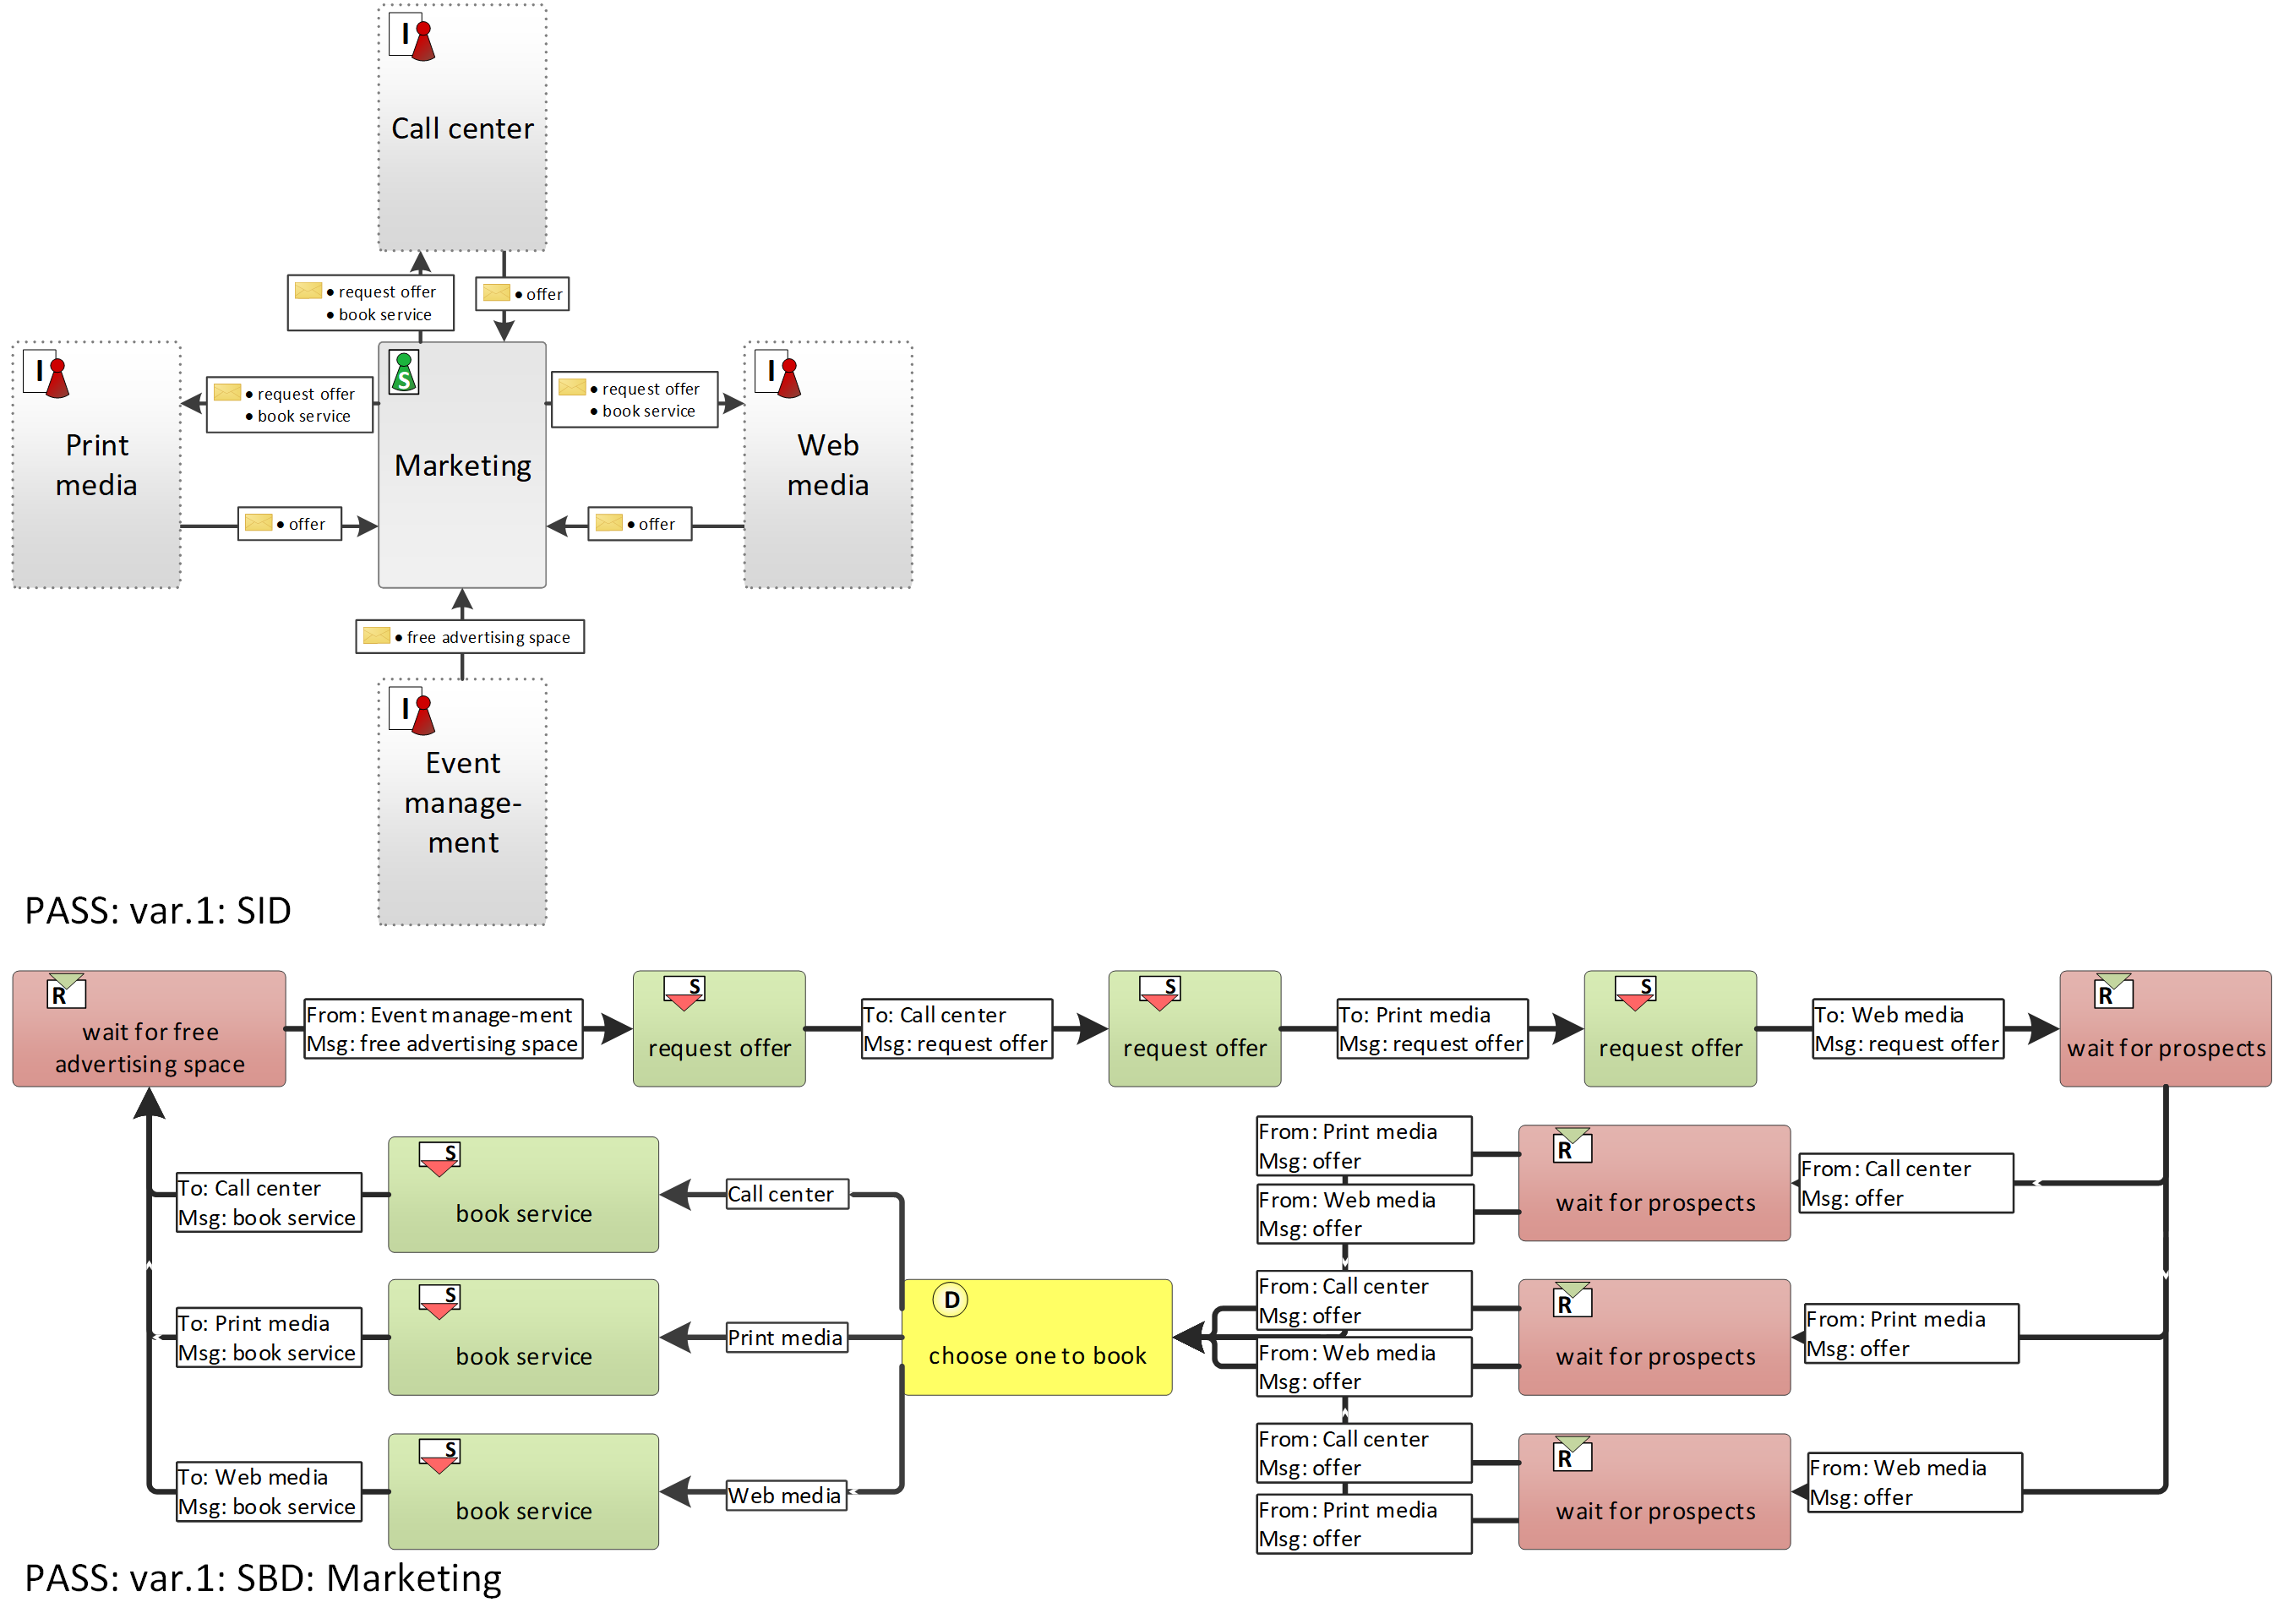 I
Call center
• request offer
• book service
• offer
I
• request offer
• book service
S
• request offer
• book service
I
Print
media
Marketing
Web
media
• offer
• offer
• free advertising space
I
Event
manage-
ment
PASS: var.1: SID
R
wait for free
advertising space
From: Event manage-ment
Msg: free advertising space
S
request offer
To: Call center
Msg: request offer
S
request offer
To: Print media
Msg: request offer
S
request offer
To: Web media
Msg: request offer
R
wait for prospects
From: Call center
Msg: offer
R
wait for prospects
From: Print media
Msg: offer
From: Web media
Msg: offer
From: Print media
Msg: offer
R
wait for prospects
From: Call center
Msg: offer
From: Web media
Msg: offer
From: Web media
Msg: offer
R
wait for prospects
From: Call center
Msg: offer
From: Print media
Msg: offer
D
choose one to book
Call center
S
book service
To: Call center
Msg: book service
Print media
S
book service
To: Print media
Msg: book service
Web media
S
book service
To: Web media
Msg: book service
PASS: var.1: SBD: Marketing